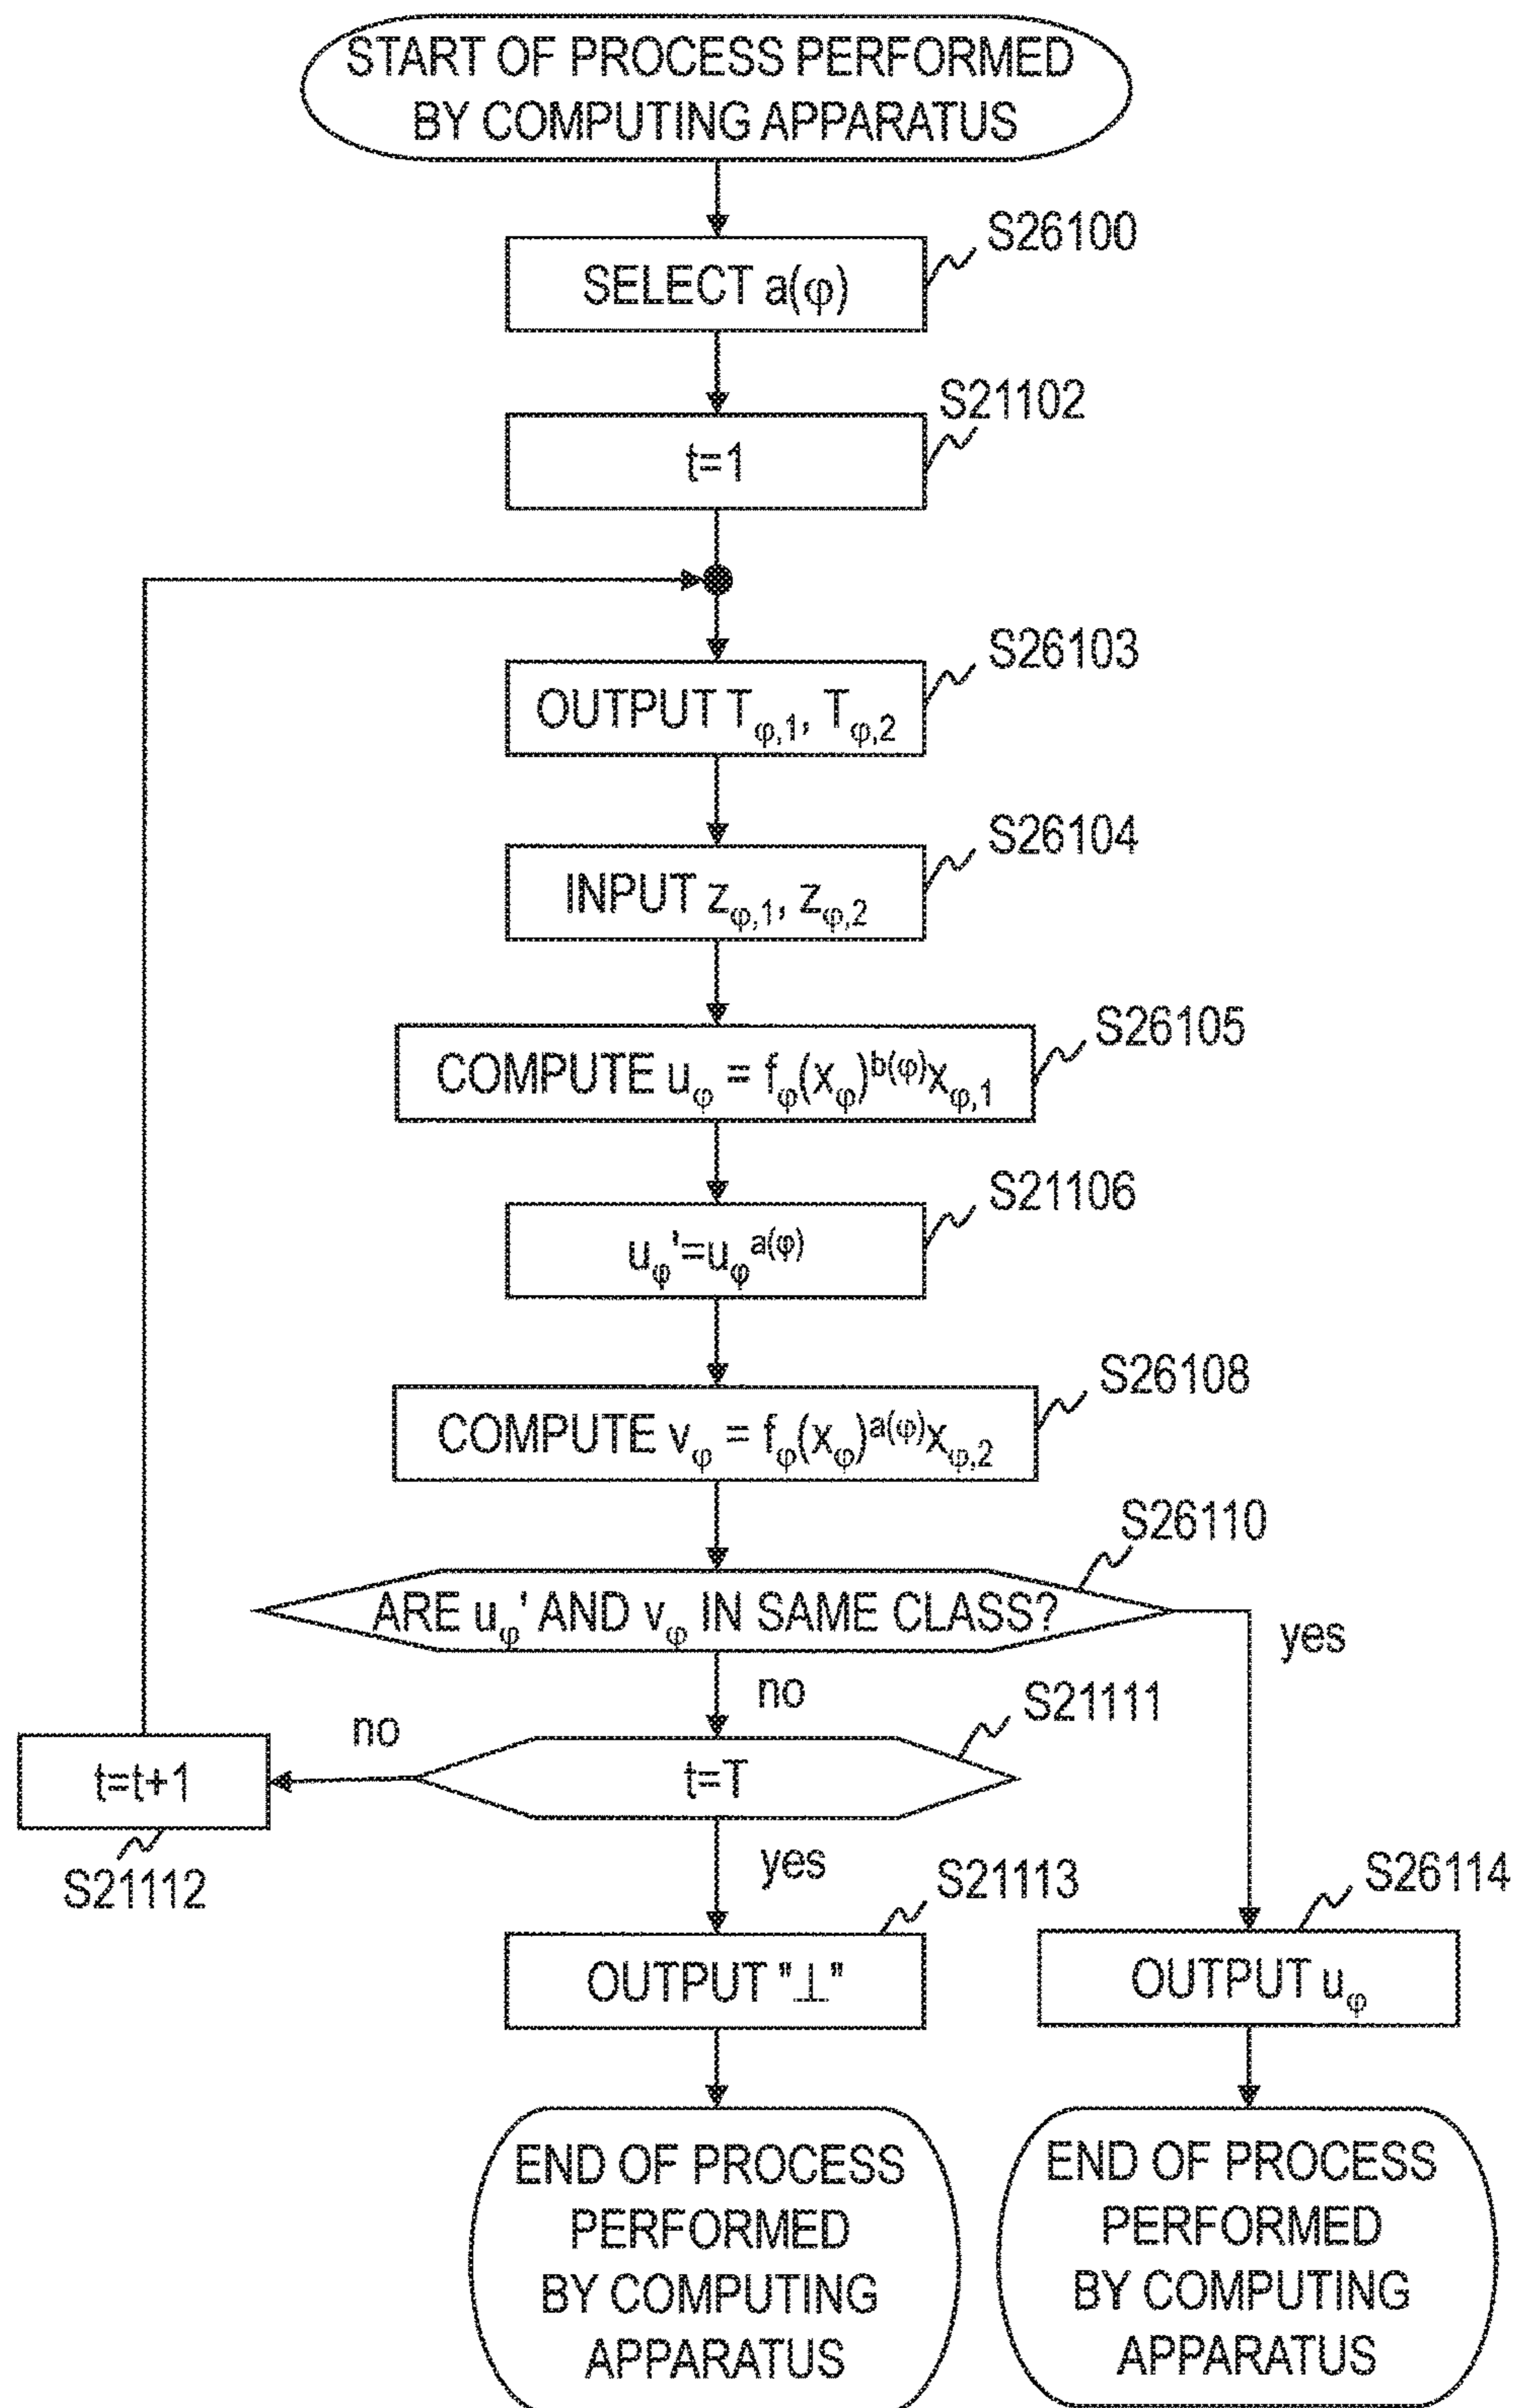 START OF PROCESS PERFORMED
BY COMPUTING APPARATUS
S26100
SELECT a(φ)
S21102
t=1
S26103
OUTPUT T_φ,1, T_φ,2
S26104
INPUT z_φ,1, z_φ,2
S26105
COMPUTE u_φ = f_φ(x_φ)^b(φ)x_φ,1
S21106
u_φ'=u_φ^a(φ)
S26108
COMPUTE v_φ = f_φ(x_φ)^a(φ)x_φ,2
S26110
ARE u_φ' AND v_φ IN SAME CLASS?
yes
no
S21111
no
t=T
t=t+1
S21112
yes
S21113
S26114
OUTPUT "⊥"
OUTPUT u_φ
END OF PROCESS
PERFORMED
BY COMPUTING
APPARATUS
END OF PROCESS
PERFORMED
BY COMPUTING
APPARATUS